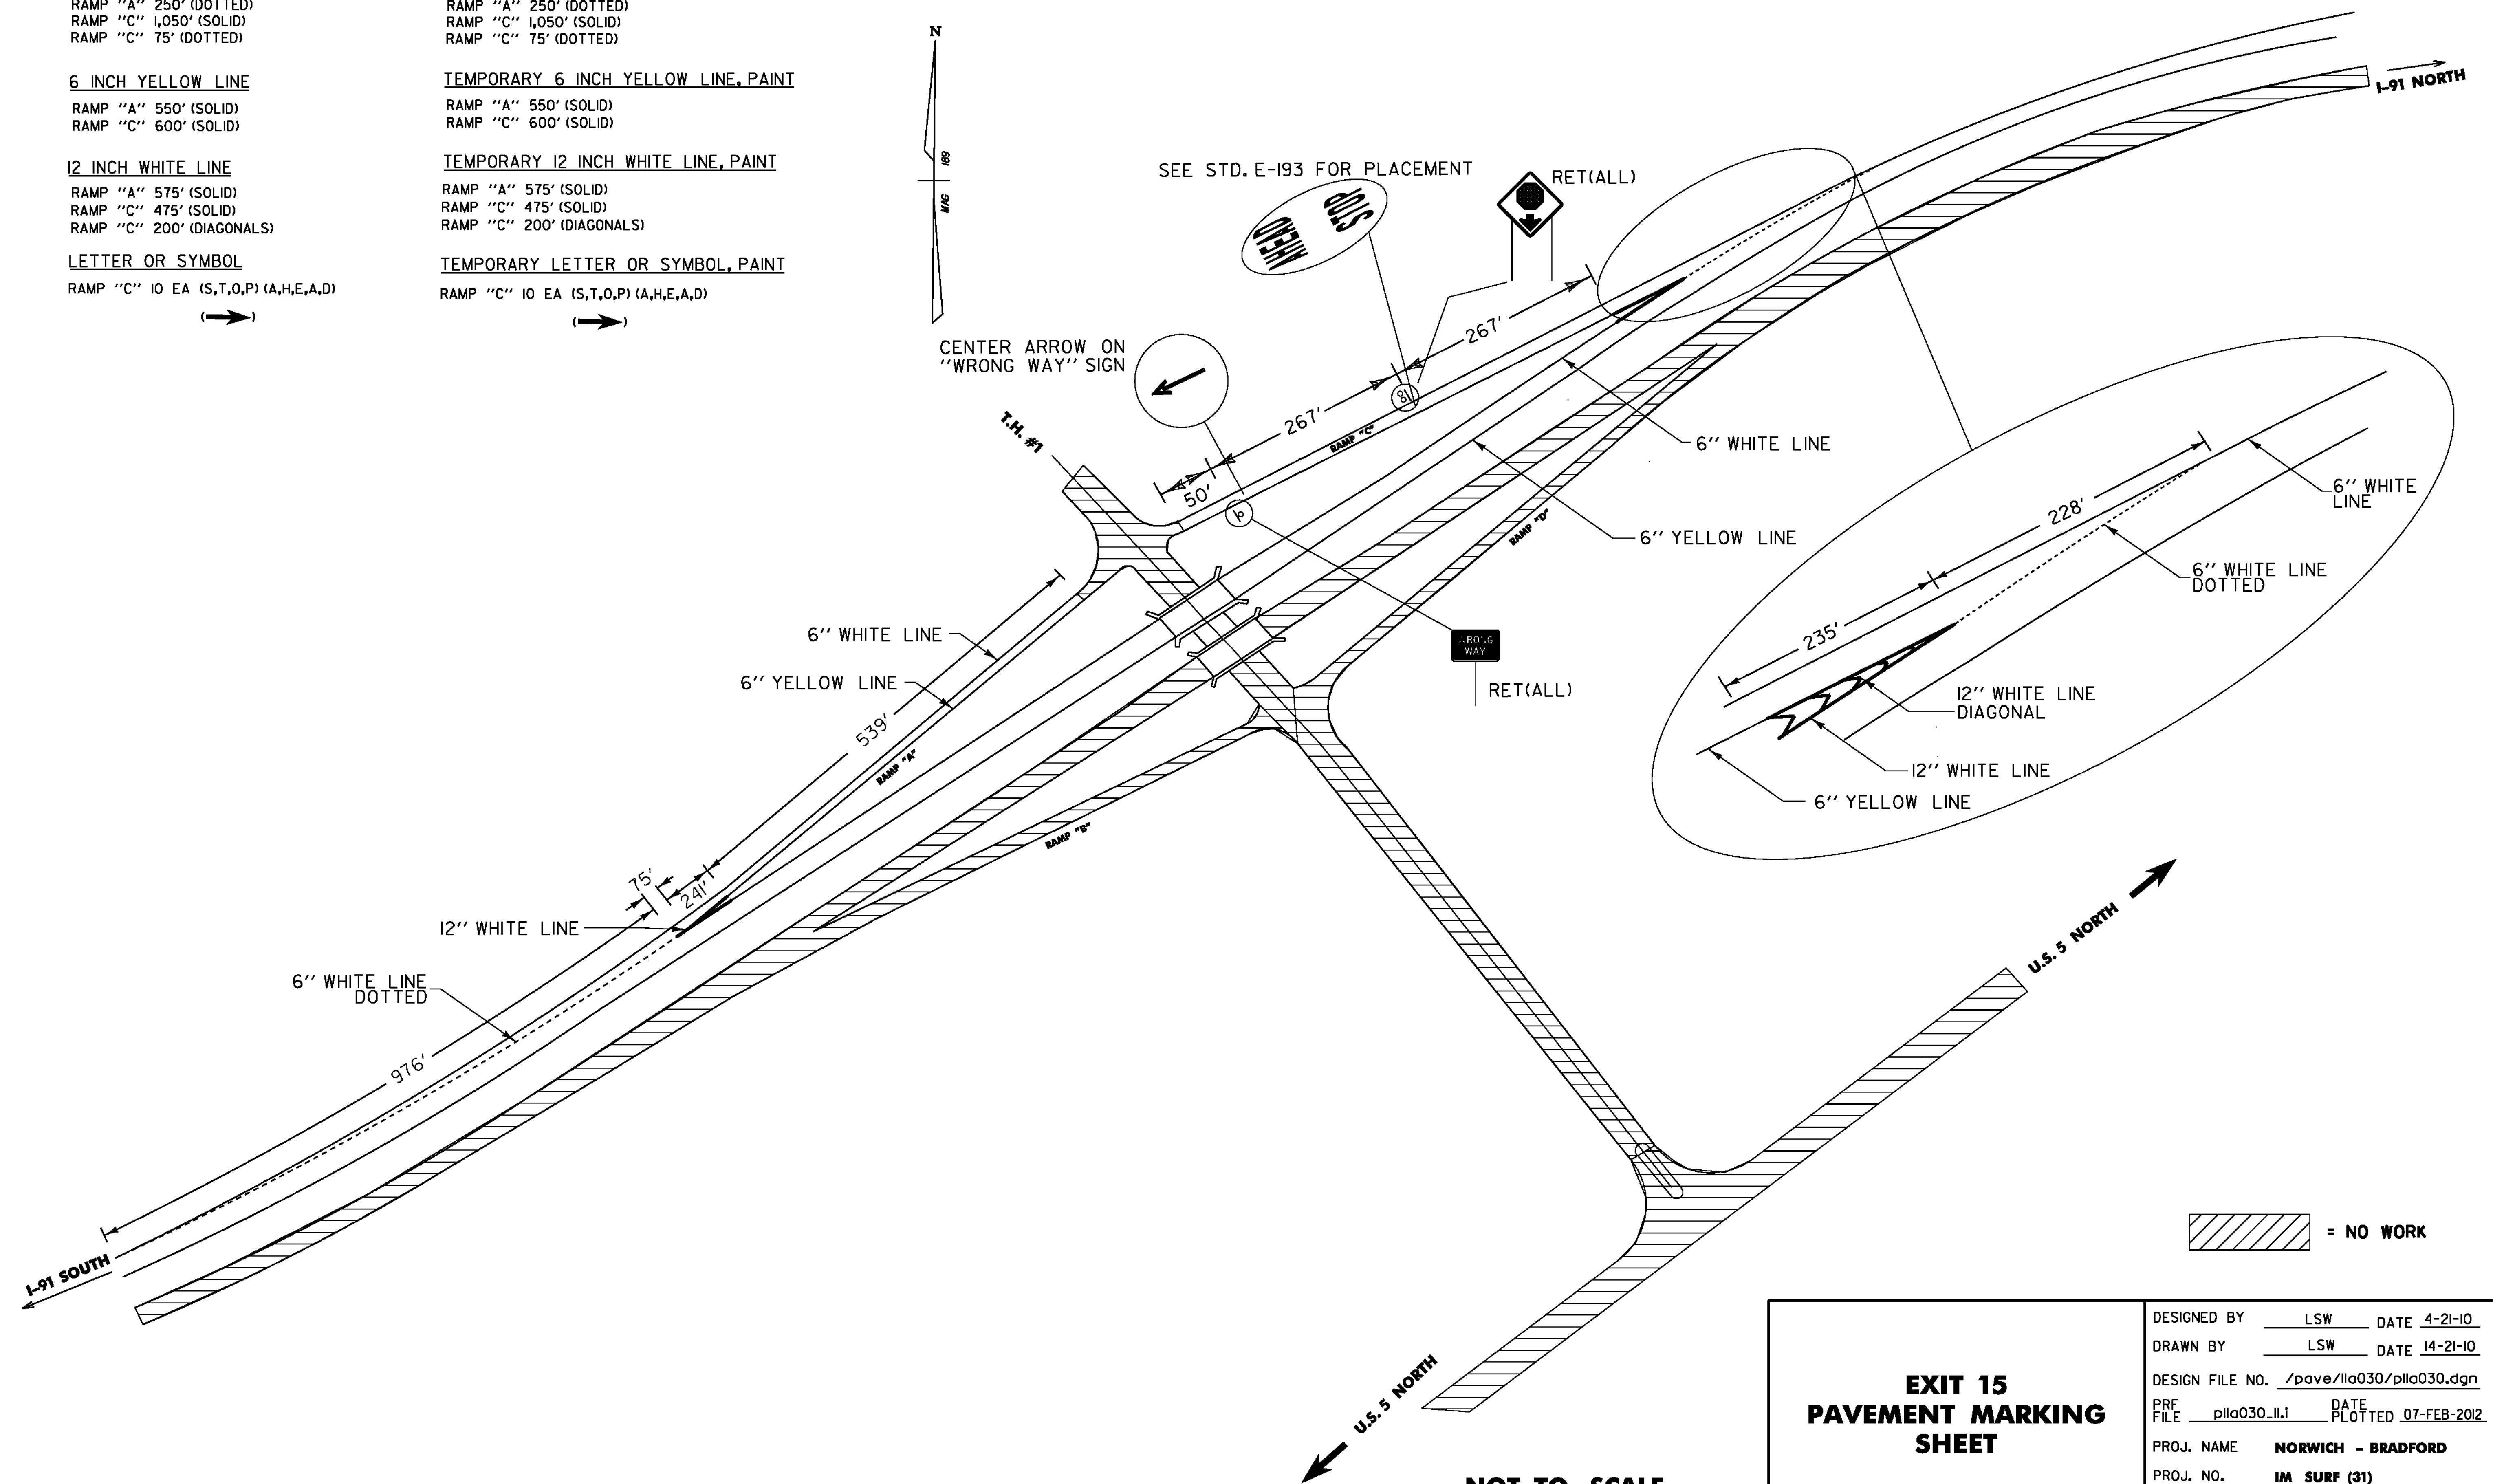 RAMP "A" 250' (DOTTED)
RAMP "C" 1,050' (SOLID)
RAMP "C" 75' (DOTTED)
6 INCH YELLOW LINE
RAMP "A" 550' (SOLID)
RAMP "C" 600' (SOLID)
12 INCH WHITE LINE
RAMP "A" 575' (SOLID)
RAMP "C" 475' (SOLID)
RAMP "C" 200' (DIAGONALS)
LETTER OR SYMBOL
RAMP "C" 10 EA (S,T,O,P) (A,H,E,A,D)
RAMP "A" 250' (DOTTED)
RAMP "C" 1,050' (SOLID)
RAMP "C" 75' (DOTTED)
TEMPORARY 6 INCH YELLOW LINE, PAINT
RAMP "A" 550' (SOLID)
RAMP "C" 600' (SOLID)
TEMPORARY 12 INCH WHITE LINE, PAINT
RAMP "A" 575' (SOLID)
RAMP "C" 475' (SOLID)
RAMP "C" 200' (DIAGONALS)
TEMPORARY LETTER OR SYMBOL, PAINT
RAMP "C" 10 EA (S,T,O,P) (A,H,E,A,D)
N
MAG 189
SEE STD. E-193 FOR PLACEMENT
AHEAD
STOP
RET(ALL)
I-91 NORTH
CENTER ARROW ON
"WRONG WAY" SIGN
267'
267'
50'
18
RAMP "C"
T.H. #1
6" WHITE LINE
6" YELLOW LINE
RAMP "D"
WRONG
WAY
RET(ALL)
228'
235'
6" WHITE
LINE
6" WHITE LINE
DOTTED
12" WHITE LINE
DIAGONAL
12" WHITE LINE
6" YELLOW LINE
6" WHITE LINE
6" YELLOW LINE
539'
RAMP "A"
RAMP "B"
75'
241'
12" WHITE LINE
6" WHITE LINE
DOTTED
976'
I-91 SOUTH
U.S. 5 NORTH
U.S. 5 NORTH
= NO WORK
NOT TO SCALE
EXIT 15
PAVEMENT MARKING
SHEET
DESIGNED BY LSW DATE 4-21-10
DRAWN BY LSW DATE 14-21-10
DESIGN FILE NO. /pave/11a030/p11a030.dgn
PRF
FILE p11a030_11.i DATE
PLOTTED 07-FEB-2012
PROJ. NAME NORWICH - BRADFORD
PROJ. NO. IM SURF (31)